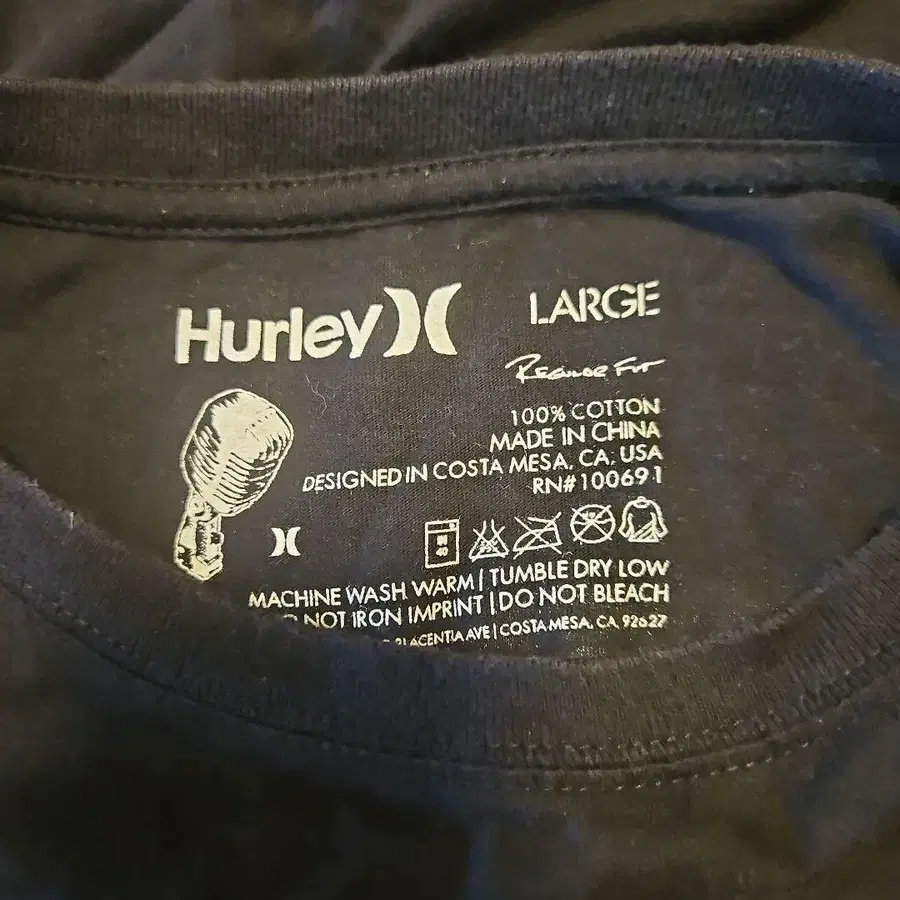 Hurley
LARGE
REGULAR FIT
100% COTTON
MADE IN CHINA
DESIGNED IN COSTA MESA, CA. USA
RN#100691
40
MACHINE WASH WARM | TUMBLE DRY LOW
NOT IRON IMPRINT | DO NOT BLEACH
PLACENTIA AVE | COSTA MESA, CA 92627